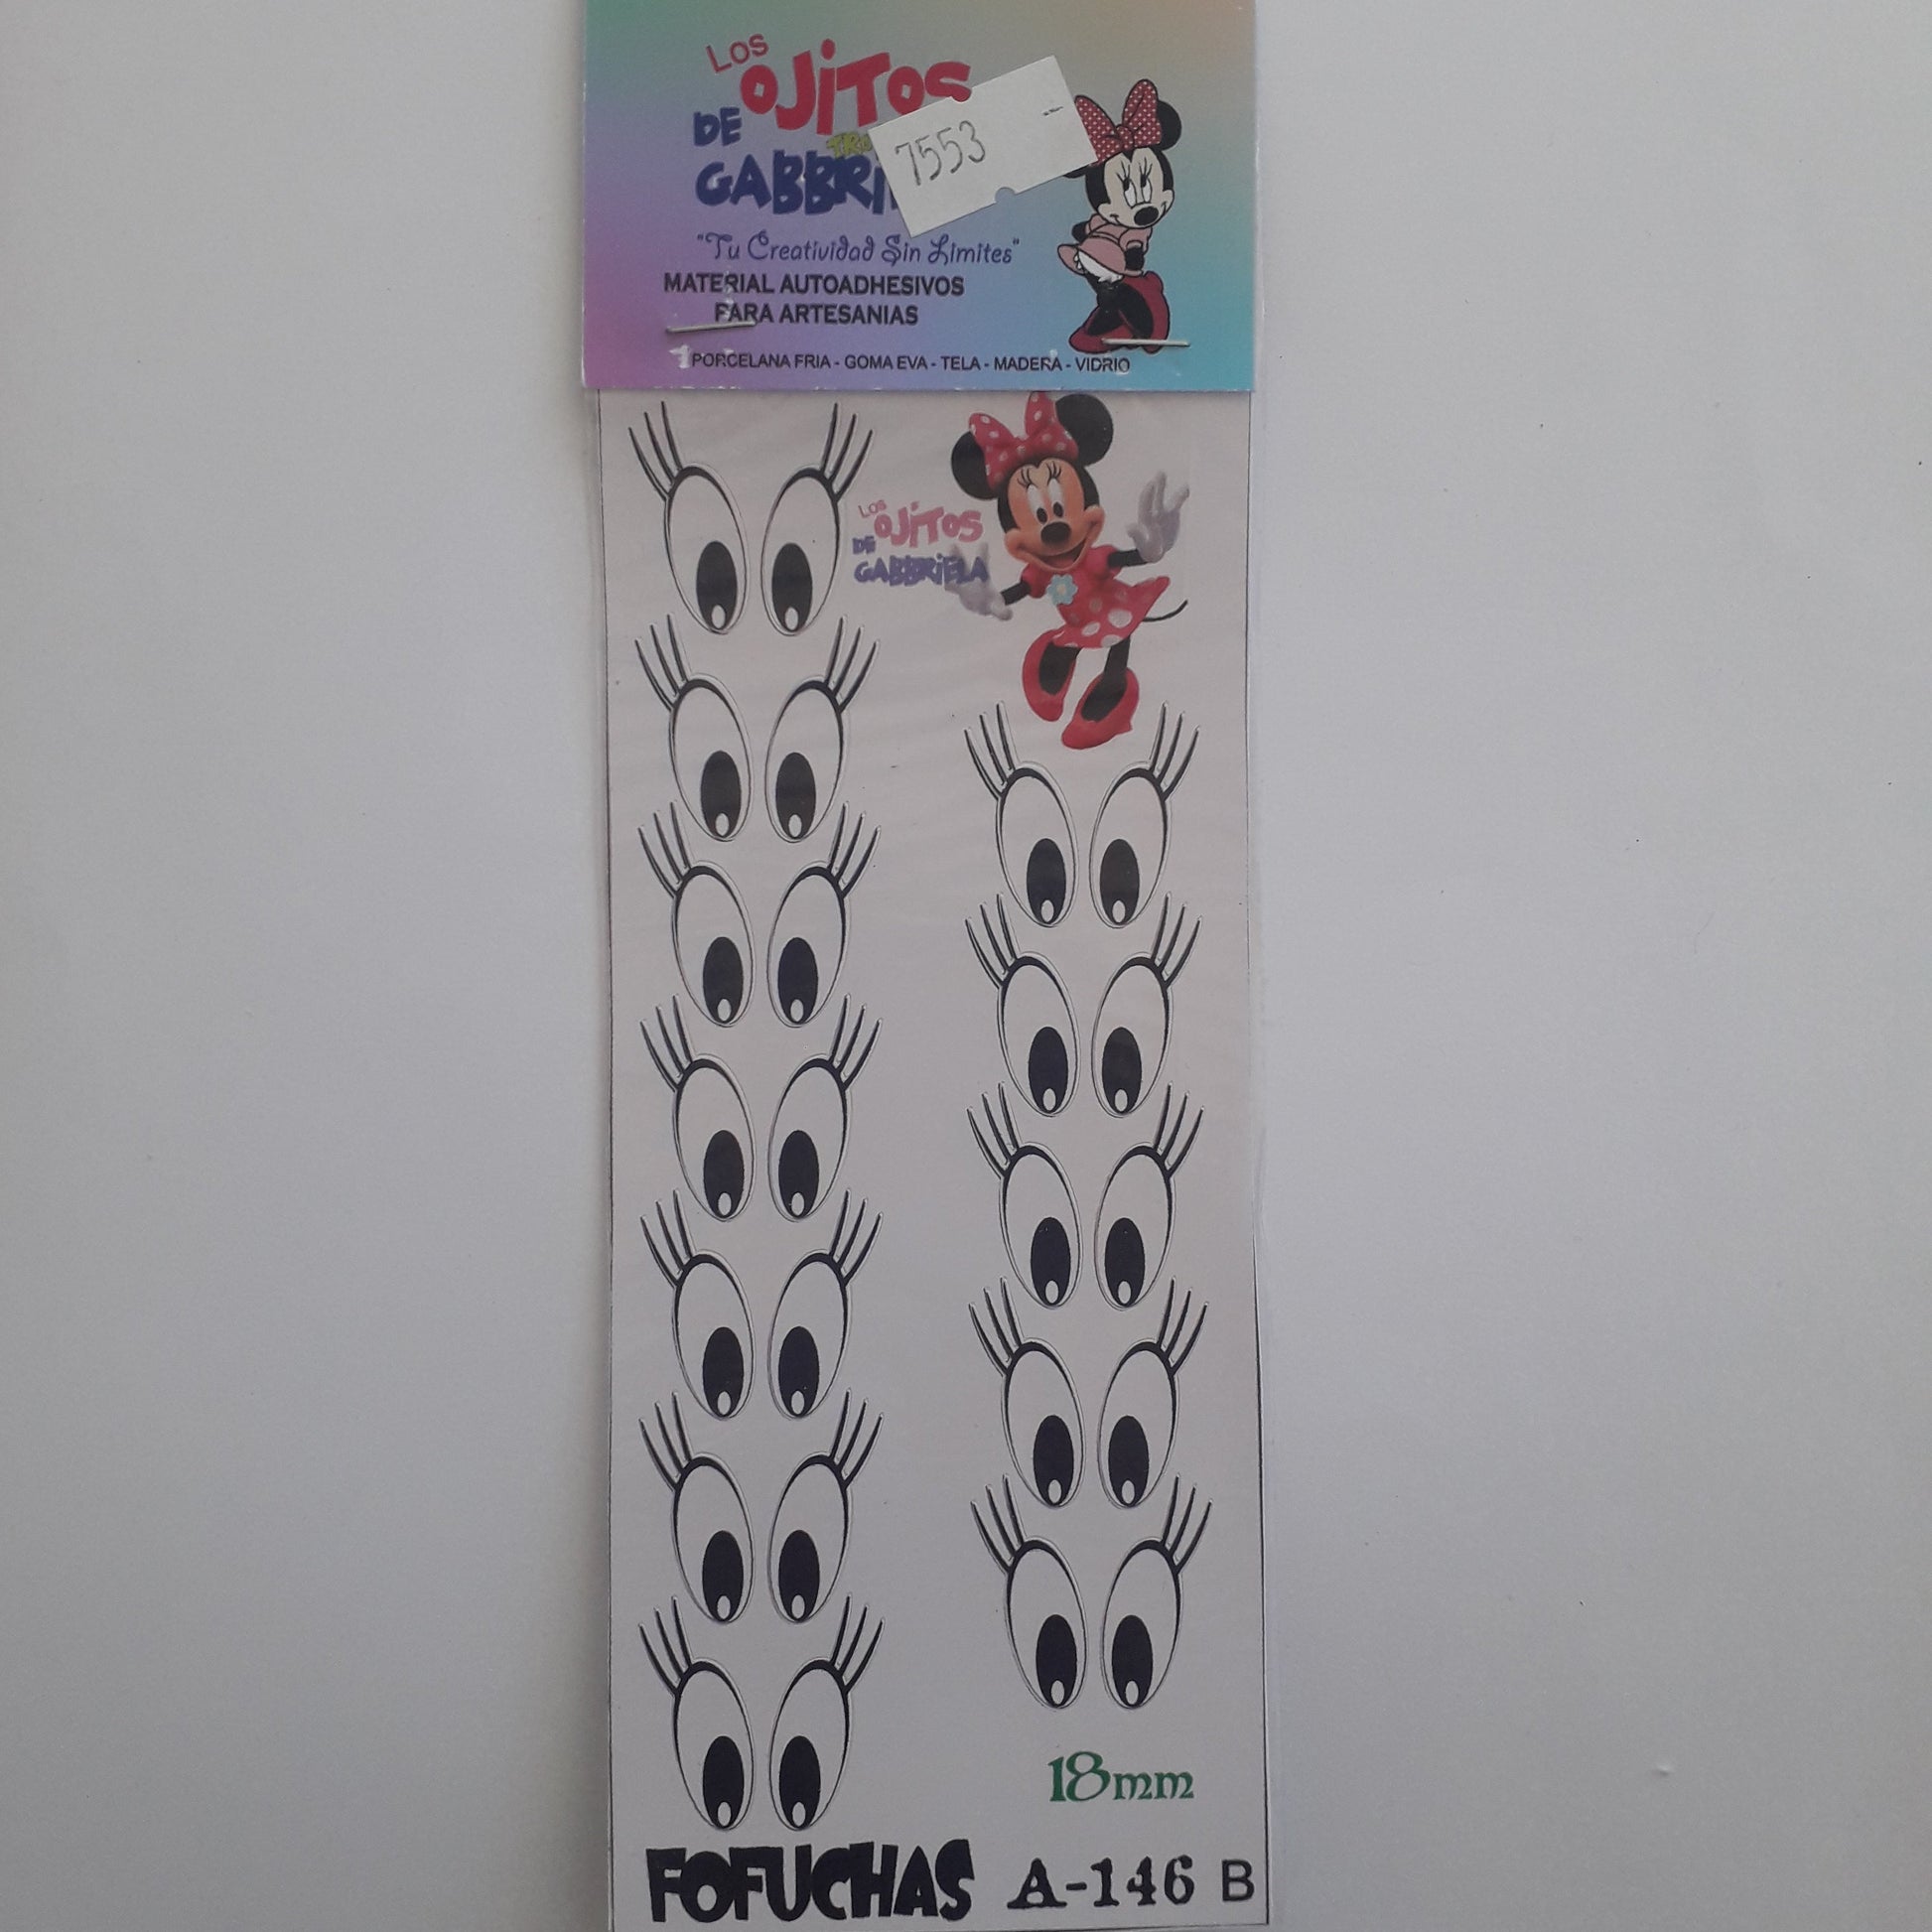 LOS
OJITOS
DE
7553
"Tu Creatividad Sin Limites"
MATERIAL AUTOADHESIVOS
PARA ARTESANIAS
PORCELANA FRIA - GOMA EVA - TELA - MADERA - VIDRIO
LOS
OJITOS
DE
GABBRIELA
18mm
FOFUCHAS A-146 B